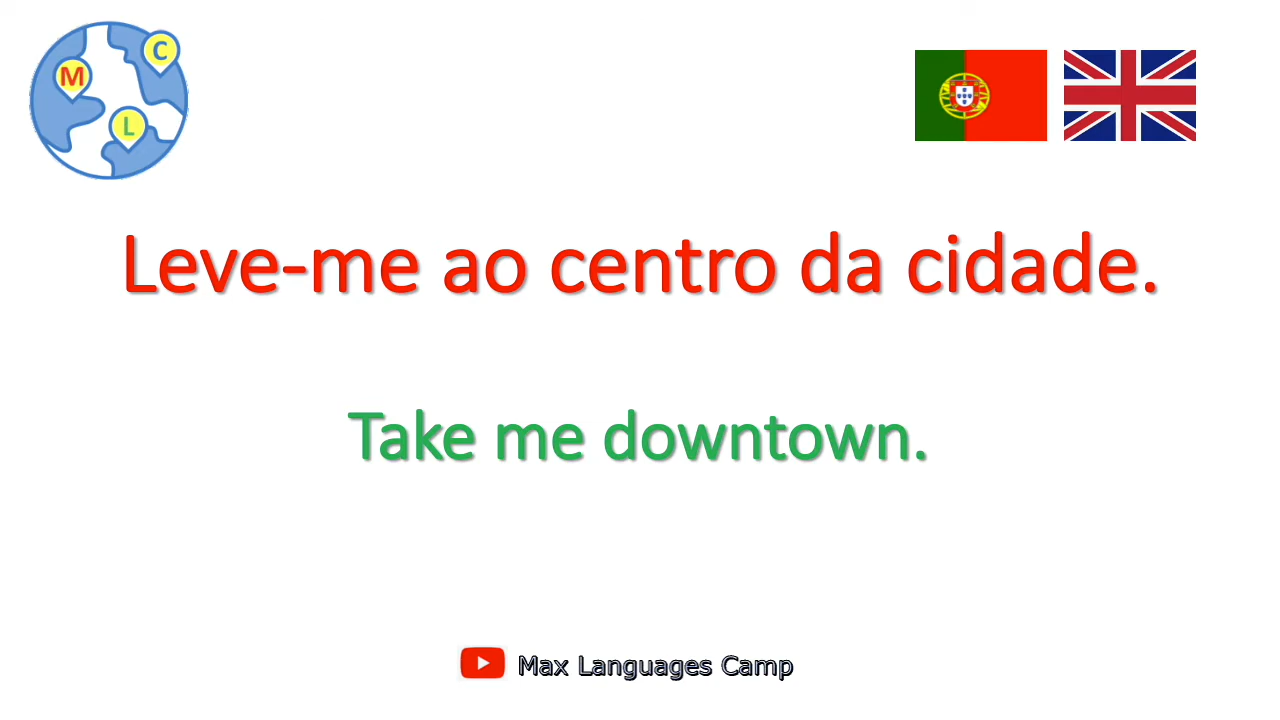 M
C
L
Leve-me ao centro da cidade.
Take me downtown.
Max Languages Camp